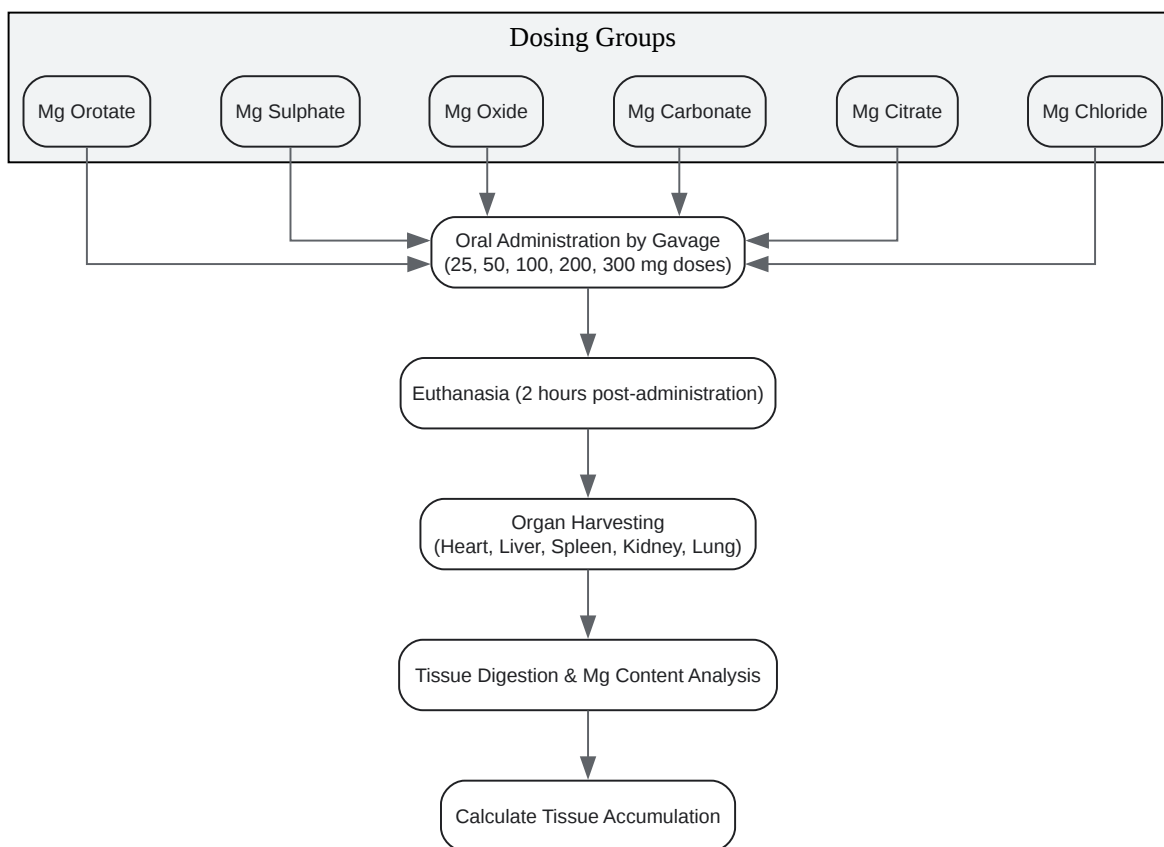 Dosing Groups
Mg Orotate
Mg Sulphate
Mg Oxide
Mg Carbonate
Mg Citrate
Mg Chloride
Oral Administration by Gavage
(25, 50, 100, 200, 300 mg doses)
Euthanasia (2 hours post-administration)
Organ Harvesting
(Heart, Liver, Spleen, Kidney, Lung)
Tissue Digestion & Mg Content Analysis
Calculate Tissue Accumulation